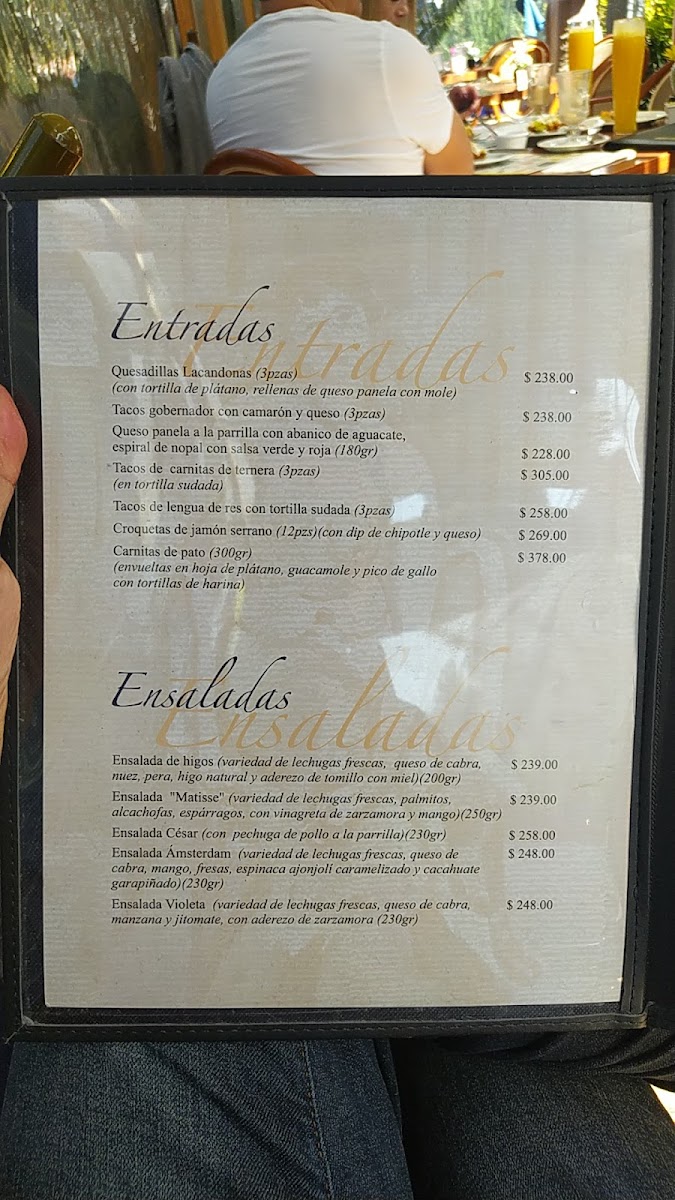 Entradas
Entradas
Quesadillas Lacandonas (3pzas)
$ 238.00
(con tortilla de plátano, rellenas de queso panela con mole)
Tacos gobernador con camarón y queso (3pzas)
$ 238.00
Queso panela a la parrilla con abanico de aguacate,
espiral de nopal con salsa verde y roja (180gr)
$ 228.00
Tacos de carnitas de ternera (3pzas)
$ 305.00
(en tortilla sudada)
Tacos de lengua de res con tortilla sudada (3pzas)
$ 258.00
Croquetas de jamón serrano (12pzs)(con dip de chipotle y queso)
$ 269.00
Carnitas de pato (300gr)
$ 378.00
(envueltas en hoja de plátano, guacamole y pico de gallo
con tortillas de harina)
Ensaladas
Ensaladas
Ensalada de higos (variedad de lechugas frescas, queso de cabra,
$ 239.00
nuez, pera, higo natural y aderezo de tomillo con miel)(200gr)
Ensalada "Matisse" (variedad de lechugas frescas, palmitos,
$ 239.00
alcachofas, espárragos, con vinagreta de zarzamora y mango)(250gr)
Ensalada César (con pechuga de pollo a la parrilla)(230gr)
$ 258.00
Ensalada Ámsterdam (variedad de lechugas frescas, queso de
$ 248.00
cabra, mango, fresas, espinaca ajonjolí caramelizado y cacahuate
garapiñado)(230gr)
Ensalada Violeta (variedad de lechugas frescas, queso de cabra,
$ 248.00
manzana y jitomate, con aderezo de zarzamora (230gr)